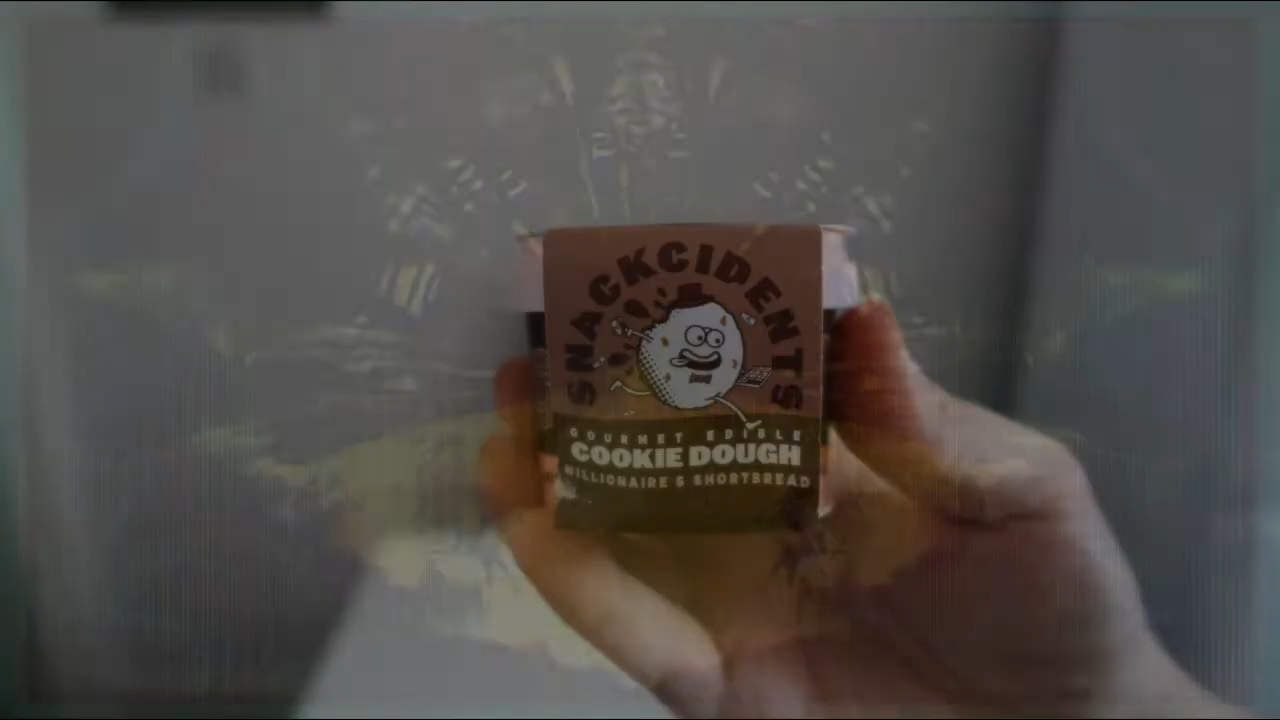 SNACKCIDENTS
GOURMET EDIBLE
COOKIE DOUGH
MILLIONAIRE'S SHORTBREAD